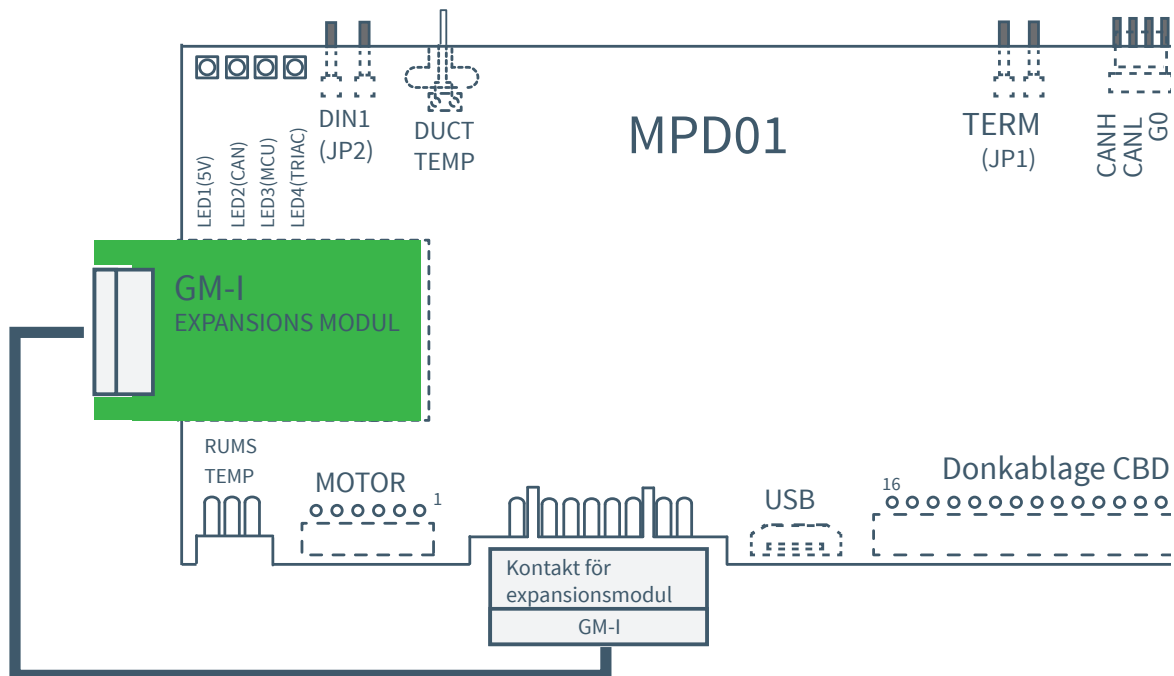 LED1(5V)
LED2(CAN)
LED3(MCU)
LED4(TRIAC)
DIN1
(JP2)
DUCT
TEMP
MPD01
TERM
(JP1)
CANH
CANL
G0
GM-I
EXPANSIONS MODUL
RUMS
TEMP
MOTOR
1
USB
Donkablage CBD
16
Kontakt för
expansionsmodul
GM-I